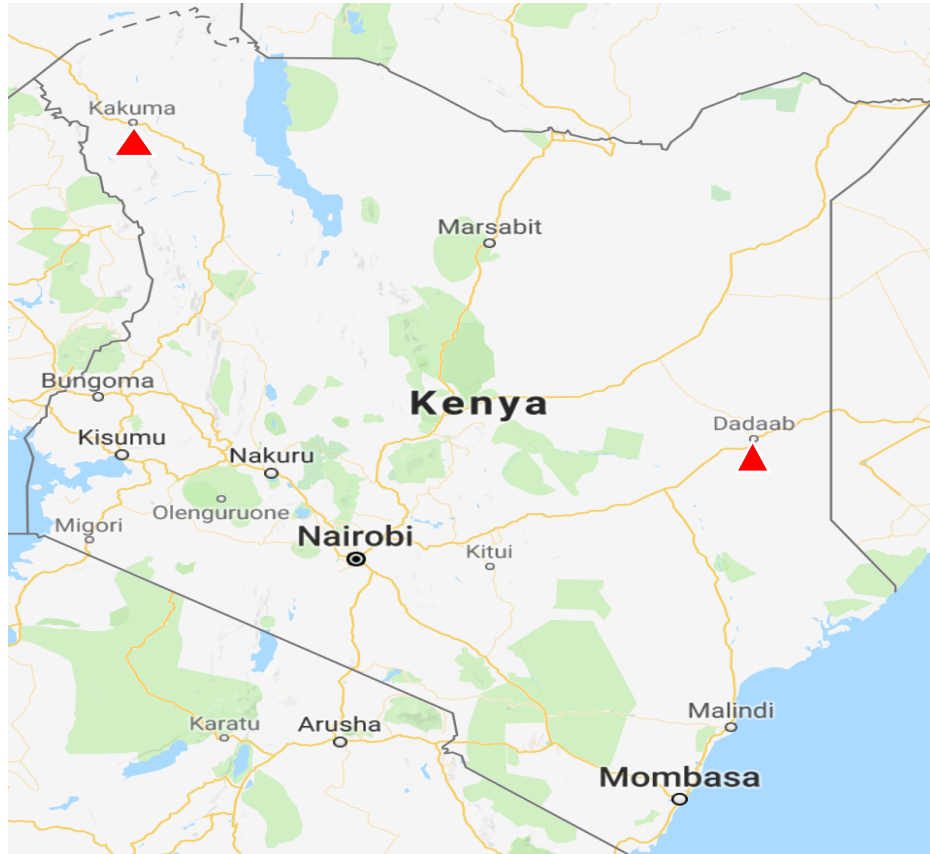 Kakuma
Marsabit
Bungoma
Kenya
Dadaab
Kisumu
Nakuru
Olenguruone
Migori
Nairobi
Kitui
Malindi
Karatu
Arusha
Mombasa